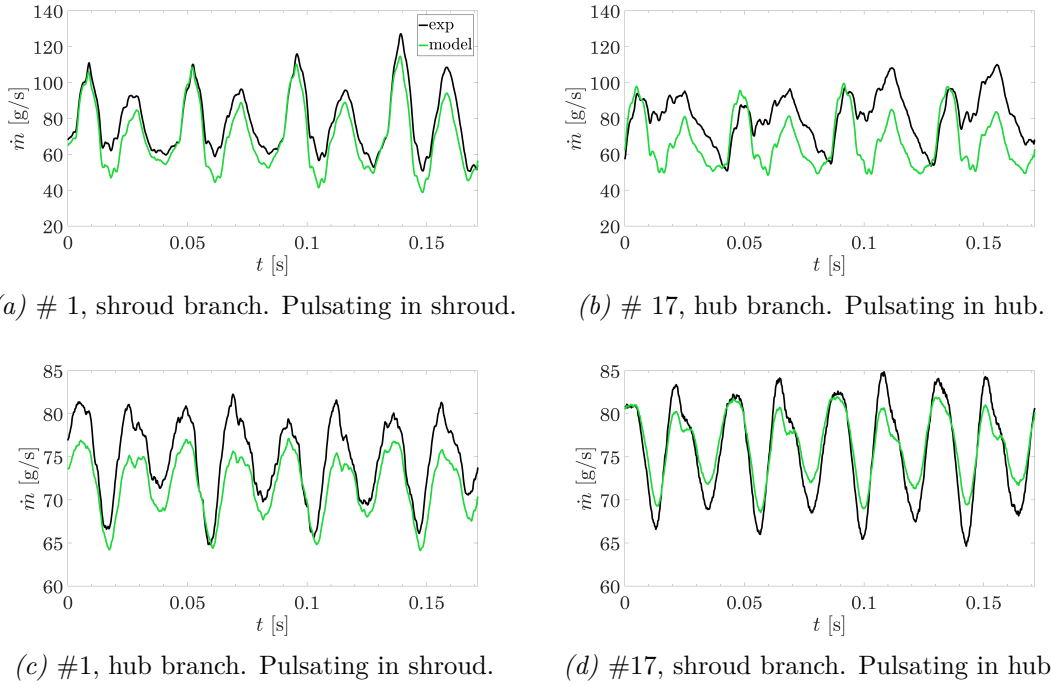 140
120
100
80
60
40
20
ṁ [g/s]
0 0.05 0.1 0.15
t [s]
exp
model
(a) # 1, shroud branch. Pulsating in shroud.
140
120
100
80
60
40
20
ṁ [g/s]
0 0.05 0.1 0.15
t [s]
(b) # 17, hub branch. Pulsating in hub.
85
80
75
70
65
60
ṁ [g/s]
0 0.05 0.1 0.15
t [s]
(c) #1, hub branch. Pulsating in shroud.
85
80
75
70
65
60
ṁ [g/s]
0 0.05 0.1 0.15
t [s]
(d) #17, shroud branch. Pulsating in hub